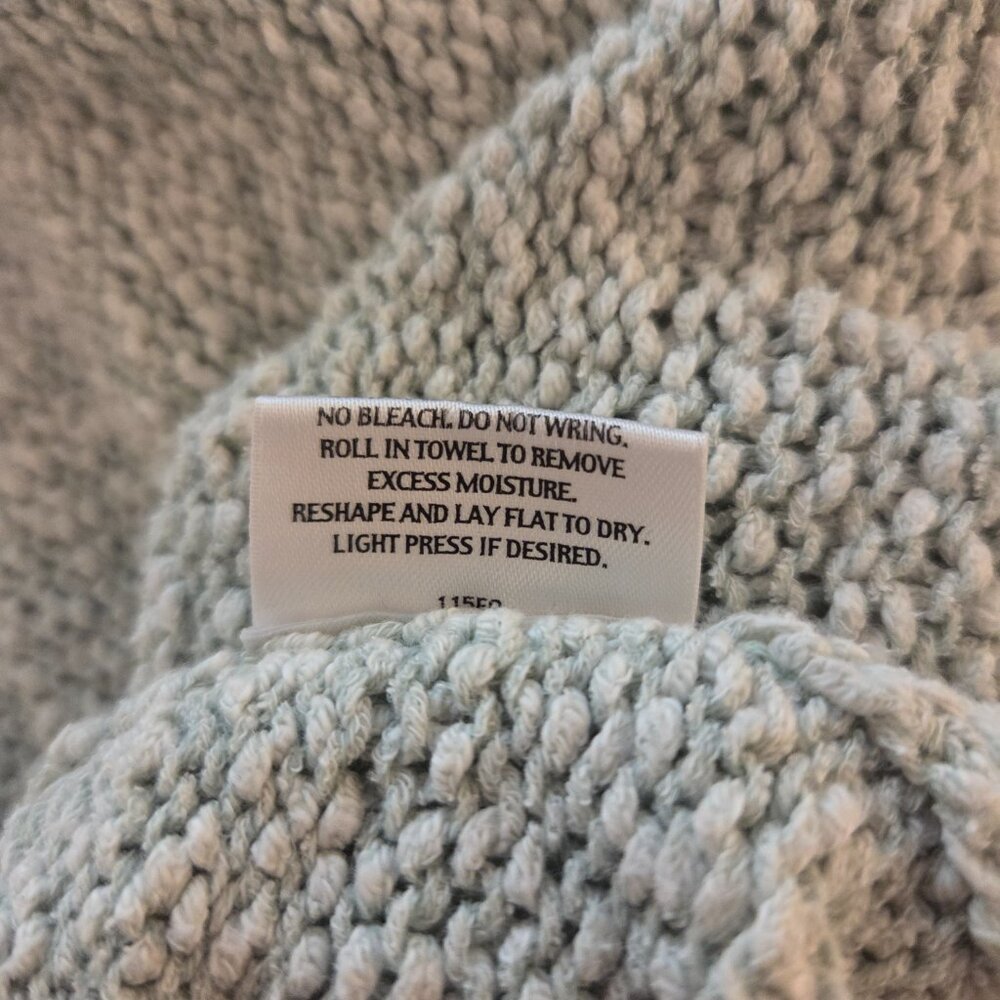 NO BLEACH. DO NOT WRING.
ROLL IN TOWEL TO REMOVE
EXCESS MOISTURE.
RESHAPE AND LAY FLAT TO DRY.
LIGHT PRESS IF DESIRED.